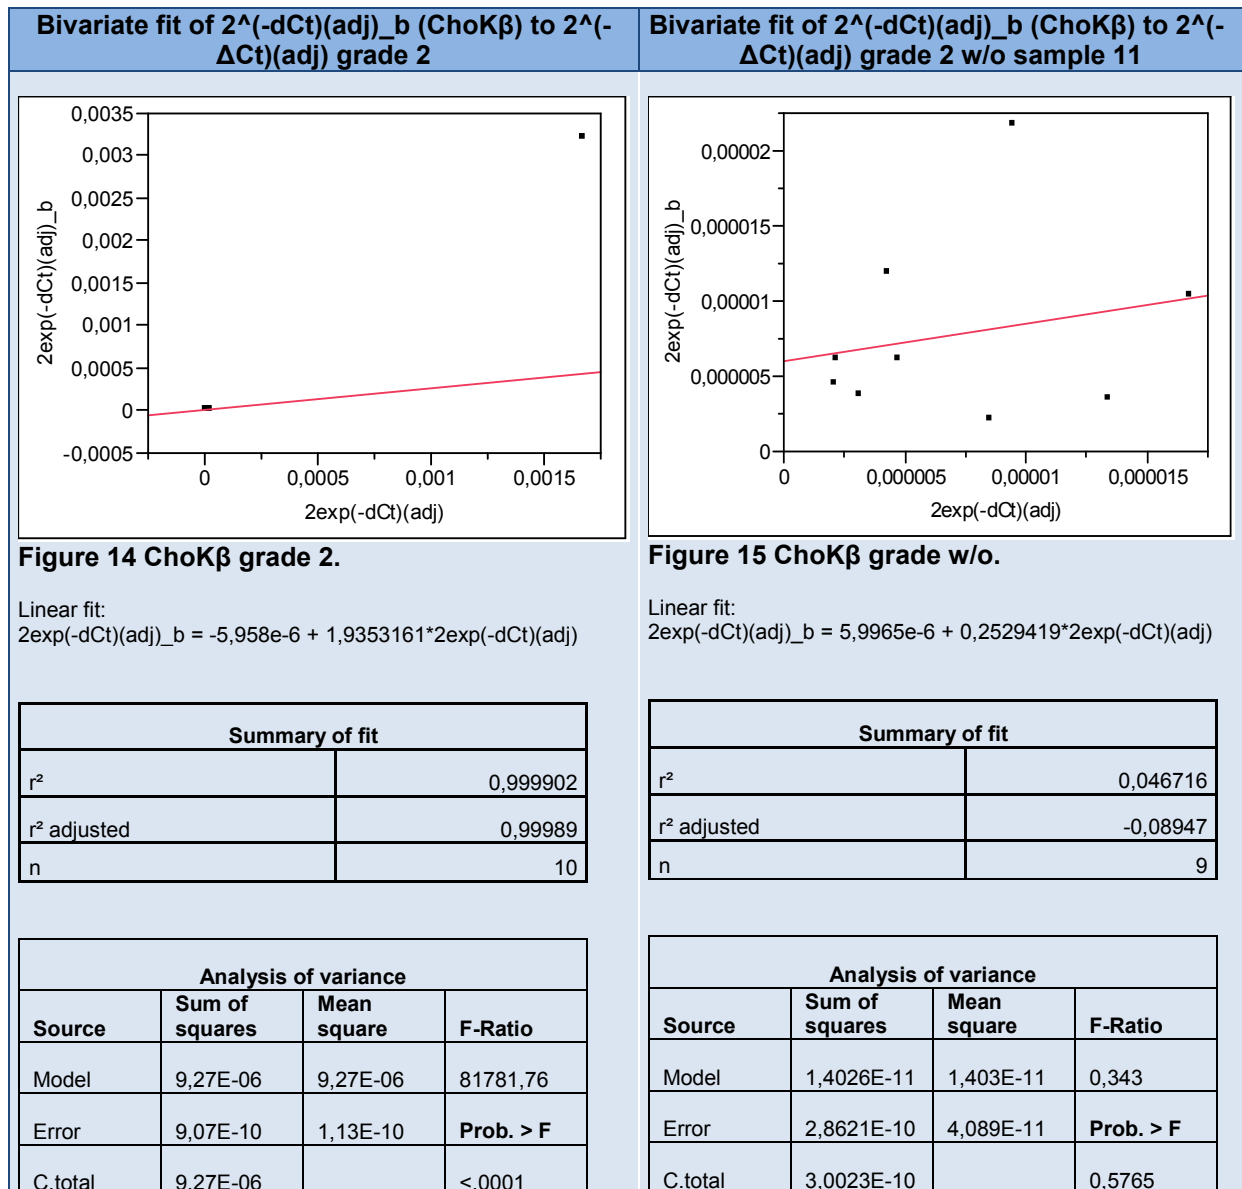 Bivariate fit of 2^(-dCt)(adj)_b (ChoKβ) to 2^(-
ΔCt)(adj) grade 2
0,0035
0,003
0,0025
0,002
0,0015
0,001
0,0005
0
-0,0005
2exp(-dCt)(adj)_b
0
0,0005
0,001
0,0015
2exp(-dCt)(adj)
Figure 14 ChoKβ grade 2.
Linear fit:
2exp(-dCt)(adj)_b = -5,958e-6 + 1,9353161*2exp(-dCt)(adj)
Summary of fit
r² 0,999902
r² adjusted 0,99989
n 10
Analysis of variance
Source Sum of squares Mean square F-Ratio
Model 9,27E-06 9,27E-06 81781,76
Error 9,07E-10 1,13E-10 Prob. > F
C.total 9,27E-06 <,0001
Bivariate fit of 2^(-dCt)(adj)_b (ChoKβ) to 2^(-
ΔCt)(adj) grade 2 w/o sample 11
0,00002
0,000015
0,00001
0,000005
0
2exp(-dCt)(adj)_b
0
0,000005
0,00001
0,000015
2exp(-dCt)(adj)
Figure 15 ChoKβ grade w/o.
Linear fit:
2exp(-dCt)(adj)_b = 5,9965e-6 + 0,2529419*2exp(-dCt)(adj)
Summary of fit
r² 0,046716
r² adjusted -0,08947
n 9
Analysis of variance
Source Sum of squares Mean square F-Ratio
Model 1,4026E-11 1,403E-11 0,343
Error 2,8621E-10 4,089E-11 Prob. > F
C.total 3,0023E-10 0,5765